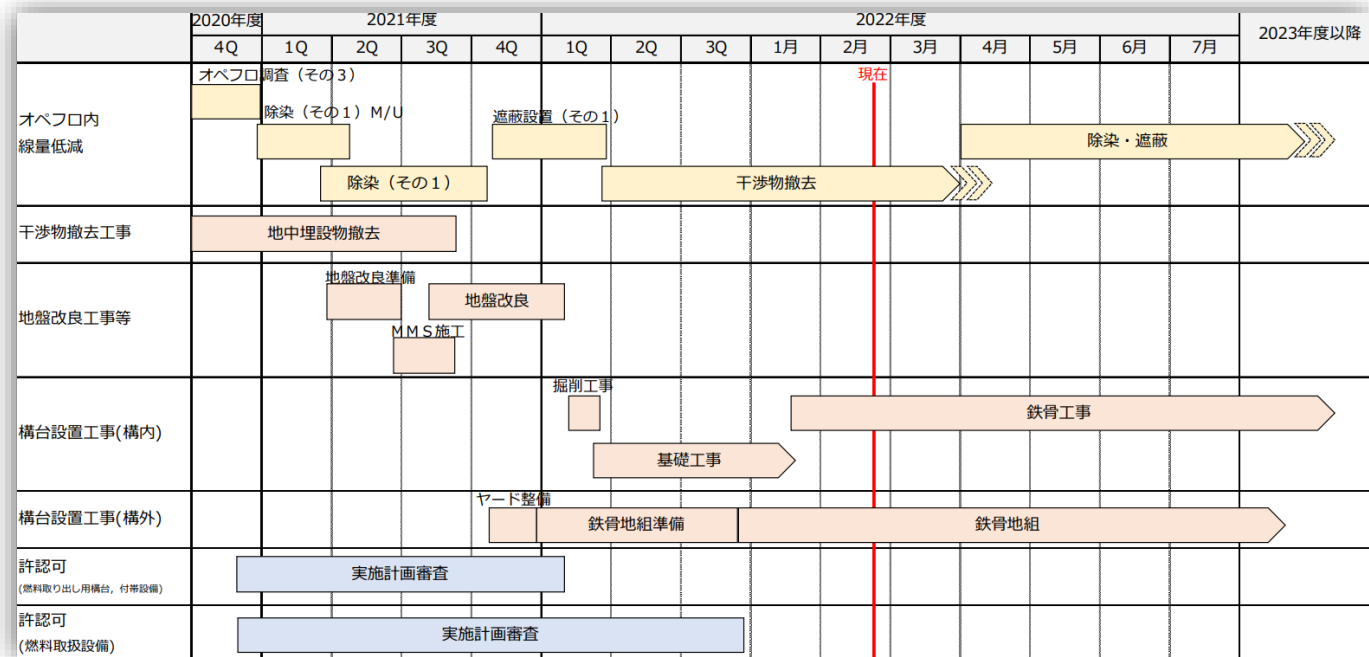 2020年度 2021年度 2022年度 2023年度以降
4Q 1Q 2Q 3Q 4Q 1Q 2Q 3Q 1月 2月 3月 4月 5月 6月 7月
現在
オペフロ内
線量低減
オペフロ調査（その３）
除染（その１）Ｍ/Ｕ
遮蔽設置（その１）
除染・遮蔽
除染（その１）
干渉物撤去
干渉物撤去工事
地中埋設物撤去
地盤改良工事等
地盤改良準備
地盤改良
ＭＭＳ施工
構台設置工事(構内)
掘削工事
鉄骨工事
基礎工事
構台設置工事(構外)
ヤード整備
鉄骨地組準備
鉄骨地組
許認可
(燃料取り出し用構台，付帯設備)
実施計画審査
許認可
(燃料取扱設備)
実施計画審査